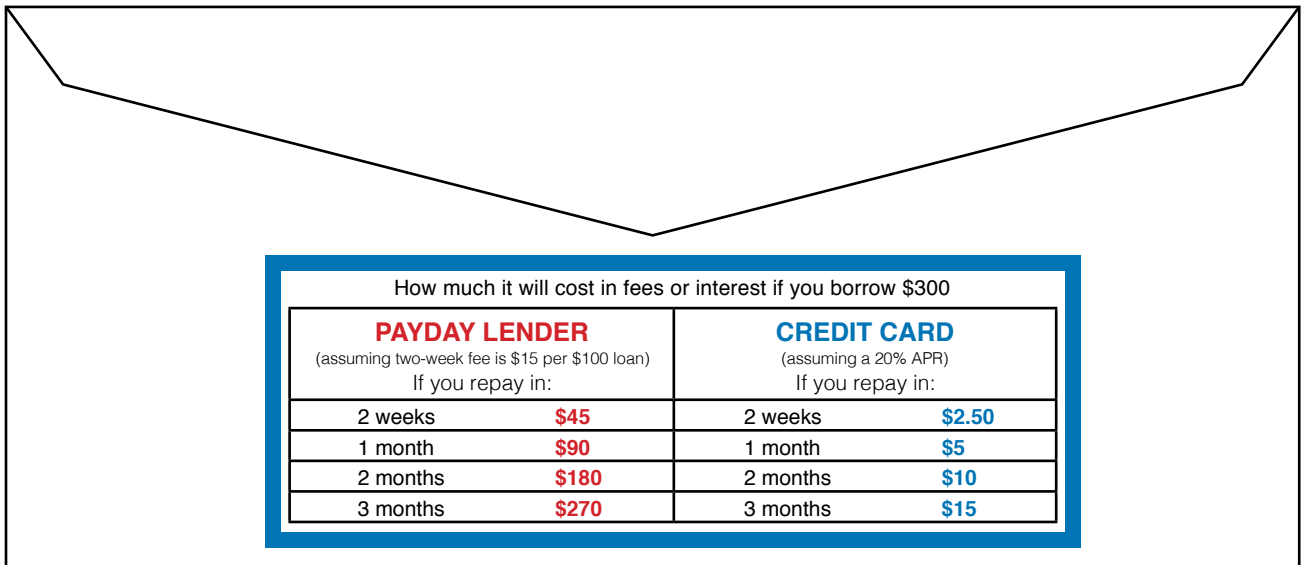 How much it will cost in fees or interest if you borrow $300
PAYDAY LENDER
(assuming two-week fee is $15 per $100 loan)
If you repay in:
2 weeks $45
1 month $90
2 months $180
3 months $270
CREDIT CARD
(assuming a 20% APR)
If you repay in:
2 weeks $2.50
1 month $5
2 months $10
3 months $15